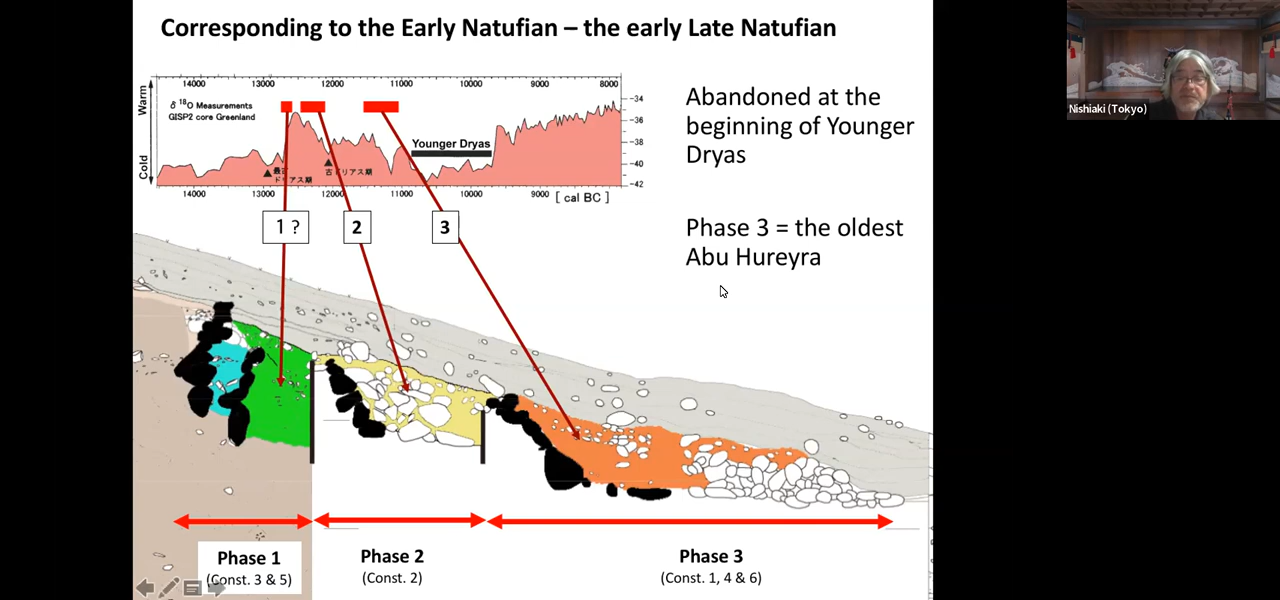 Corresponding to the Early Natufian – the early Late Natufian
14000 13000 12000 11000 10000 9000 8000
Warm
Cold
δ 18O Measurements
GISP2 core Greenland
-34
-36
-38
-40
-42
Younger Dryas
最古
ドリアス期
古ドリアス期
14000 13000 12000 11000 10000 9000 [ cal BC ]
Abandoned at the
beginning of Younger
Dryas
Phase 3 = the oldest
Abu Hureyra
1 ?
2
3
Phase 1
(Const. 3 & 5)
Phase 2
(Const. 2)
Phase 3
(Const. 1, 4 & 6)
Nishiaki (Tokyo)